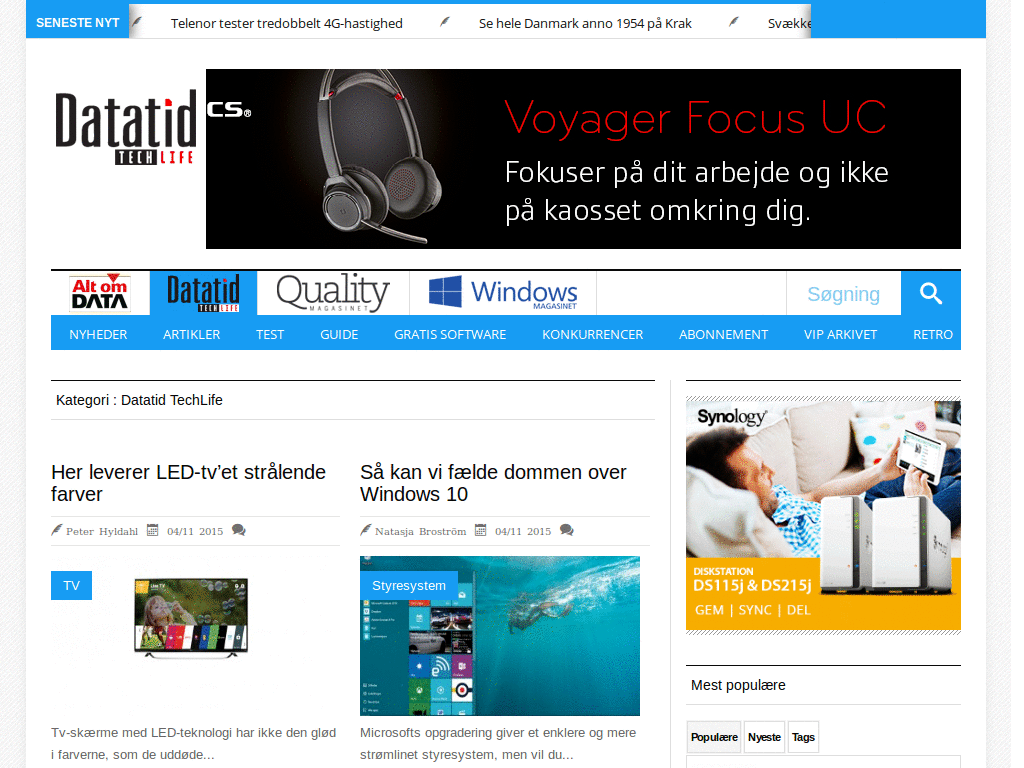 SENESTE NYT
Telenor tester tredobbelt 4G-hastighed
Se hele Danmark anno 1954 på Krak
Svække
Datatid
TECH LIFE
CS®
Voyager Focus UC
Fokuser på dit arbejde og ikke
på kaosset omkring dig.
Alt om
DATA
Datatid
TECH LIFE
Quality
MAGASINET
Windows
MAGASINET
Søgning
NYHEDER
ARTIKLER
TEST
GUIDE
GRATIS SOFTWARE
KONKURRENCER
ABONNEMENT
VIP ARKIVET
RETRO
Kategori : Datatid TechLife
Her leverer LED-tv’et strålende
farver
Peter Hyldahl
04/11 2015
TV
Tv-skærme med LED-teknologi har ikke den glød
i farverne, som de uddøde...
Så kan vi fælde dommen over
Windows 10
Natasja Broström
04/11 2015
Styresystem
Microsofts opgradering giver et enklere og mere
strømlinet styresystem, men vil du...
Synology®
DISKSTATION
DS115j & DS215j
GEM | SYNC | DEL
Mest populære
Populære
Nyeste
Tags